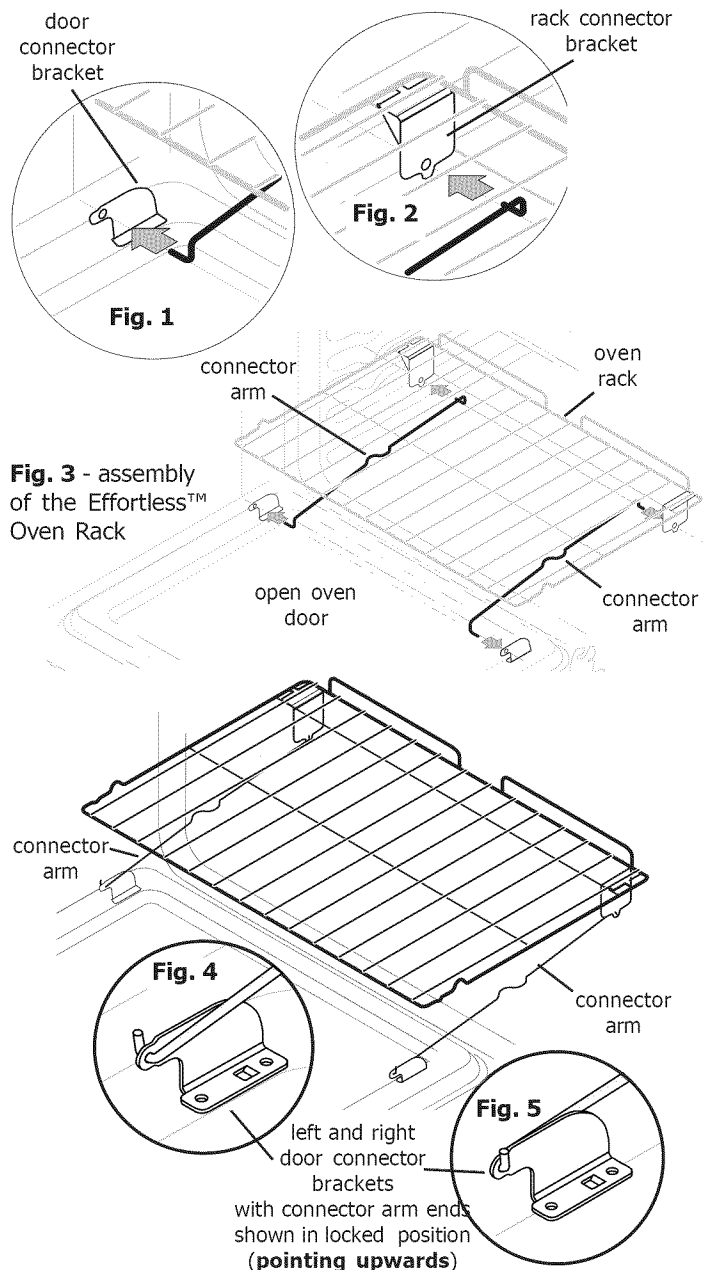 door
connector
bracket
rack connector
bracket
Fig. 2
Fig. 1
connector
arm
oven
rack
Fig. 3 - assembly
of the Effortless™
Oven Rack
open oven
door
connector
arm
connector
arm
Fig. 4
connector
arm
Fig. 5
left and right
door connector
brackets
with connector arm ends
shown in locked position
(pointing upwards)